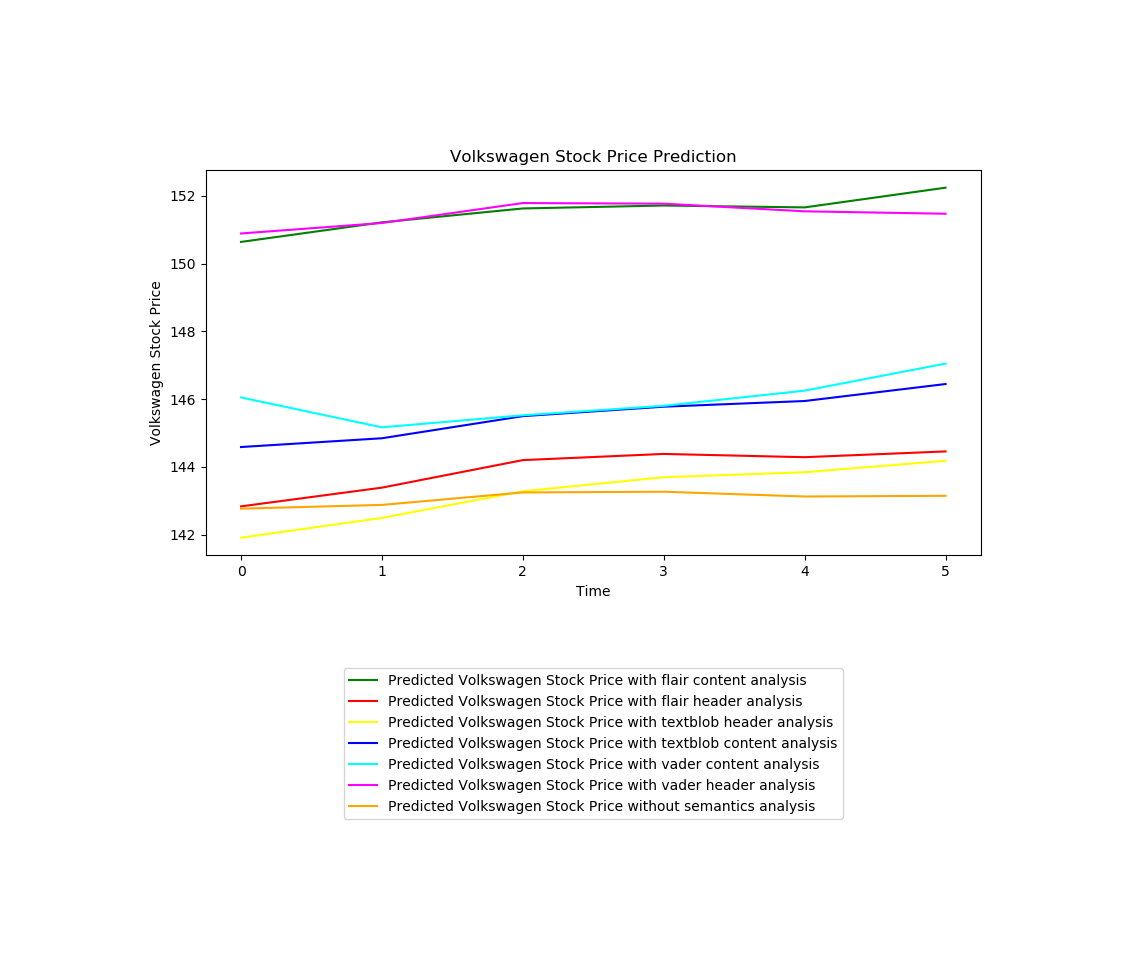 Volkswagen Stock Price Prediction
152
150
148
146
144
142
Volkswagen Stock Price
0 1 2 3 4 5
Time
Predicted Volkswagen Stock Price with flair content analysis
Predicted Volkswagen Stock Price with flair header analysis
Predicted Volkswagen Stock Price with textblob header analysis
Predicted Volkswagen Stock Price with textblob content analysis
Predicted Volkswagen Stock Price with vader content analysis
Predicted Volkswagen Stock Price with vader header analysis
Predicted Volkswagen Stock Price without semantics analysis